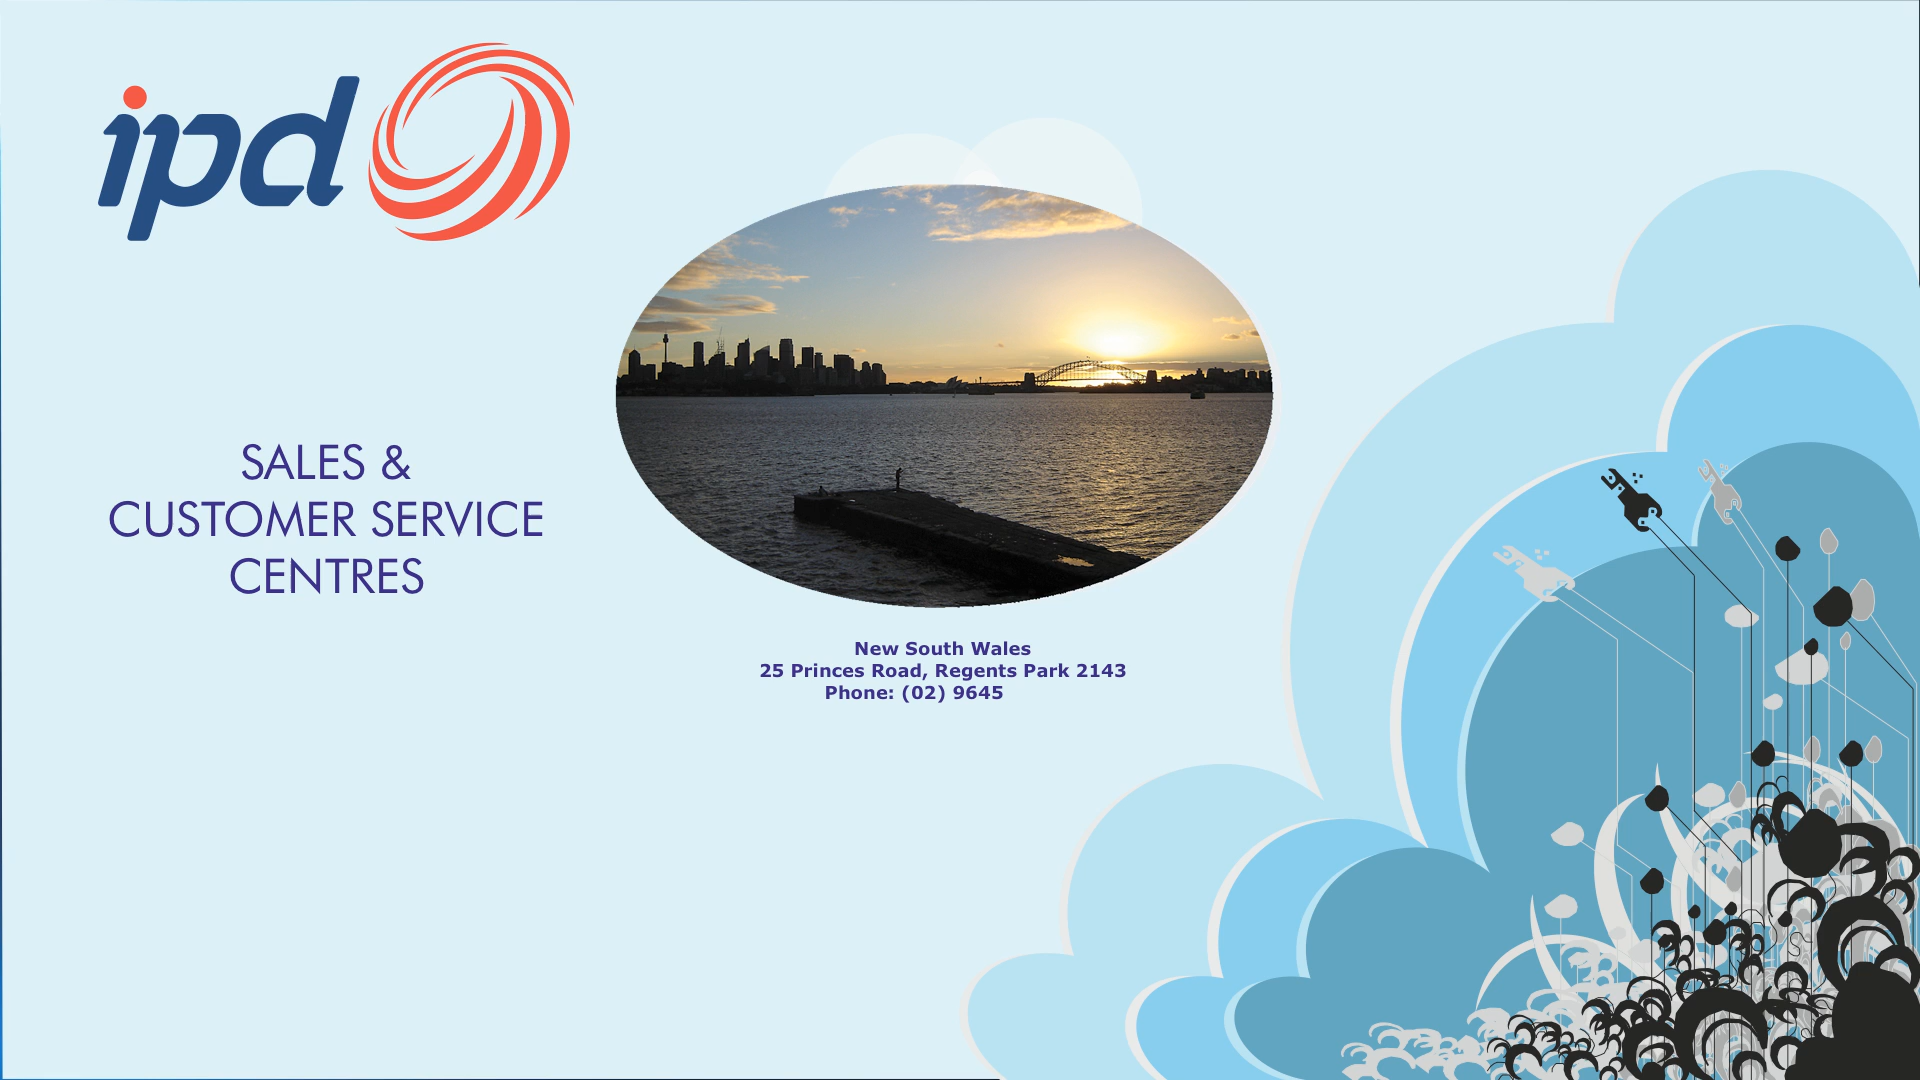 ipd
SALES &
CUSTOMER SERVICE
CENTRES
New South Wales
25 Princes Road, Regents Park 2143
Phone: (02) 9645